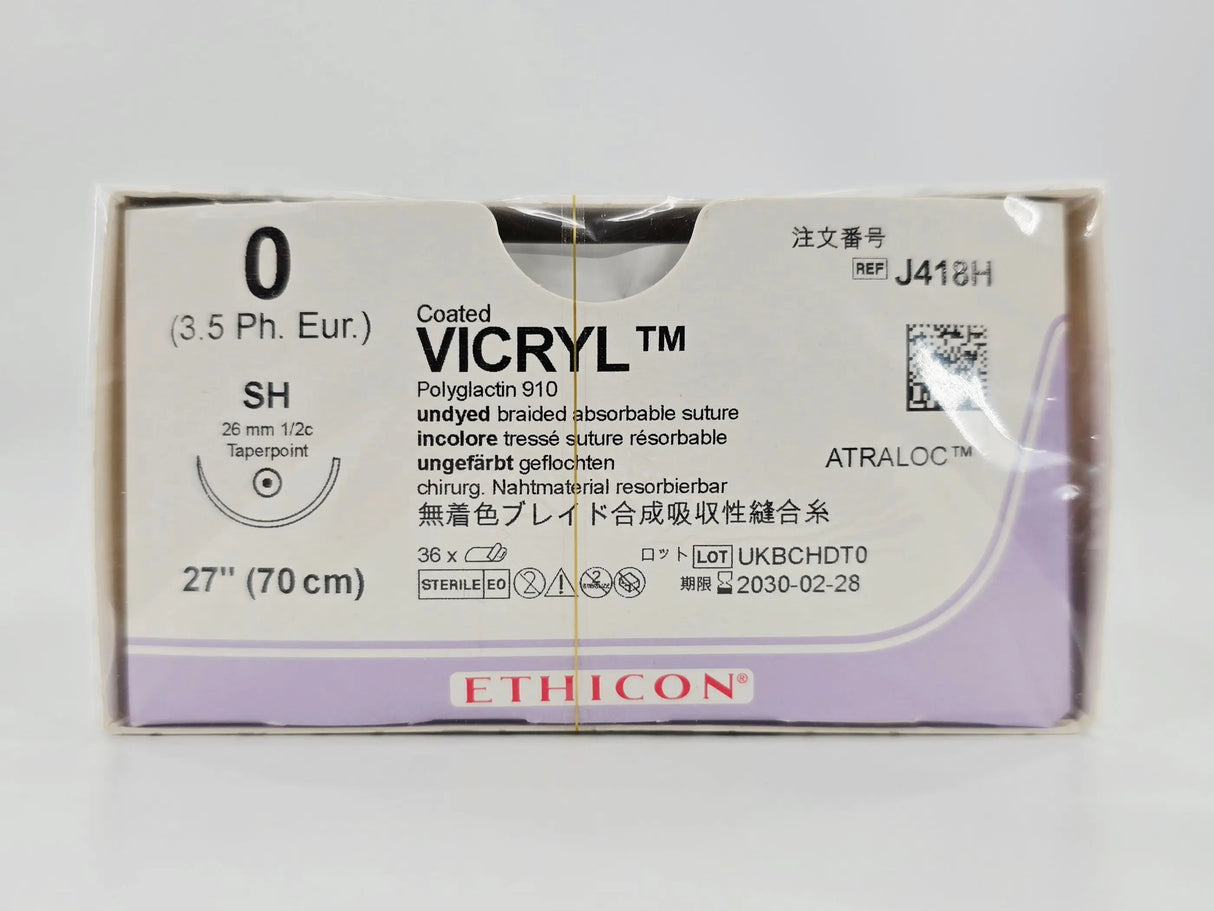 0
(3.5 Ph. Eur.)
SH
26 mm 1/2c
Taperpoint
27" (70 cm)
Coated
VICRYL™
Polyglactin 910
undyed braided absorbable suture
incolore tressé suture résorbable
ungefärbt geflochten
chirurg. Nahtmaterial resorbierbar
無着色ブレイド合成吸収性縫合糸
36 x
ロット LOT UKBCHDT0
STERILE EO 2
期限 2030-02-28
注文番号
REF J418H
ATRALOC™
ETHICON®